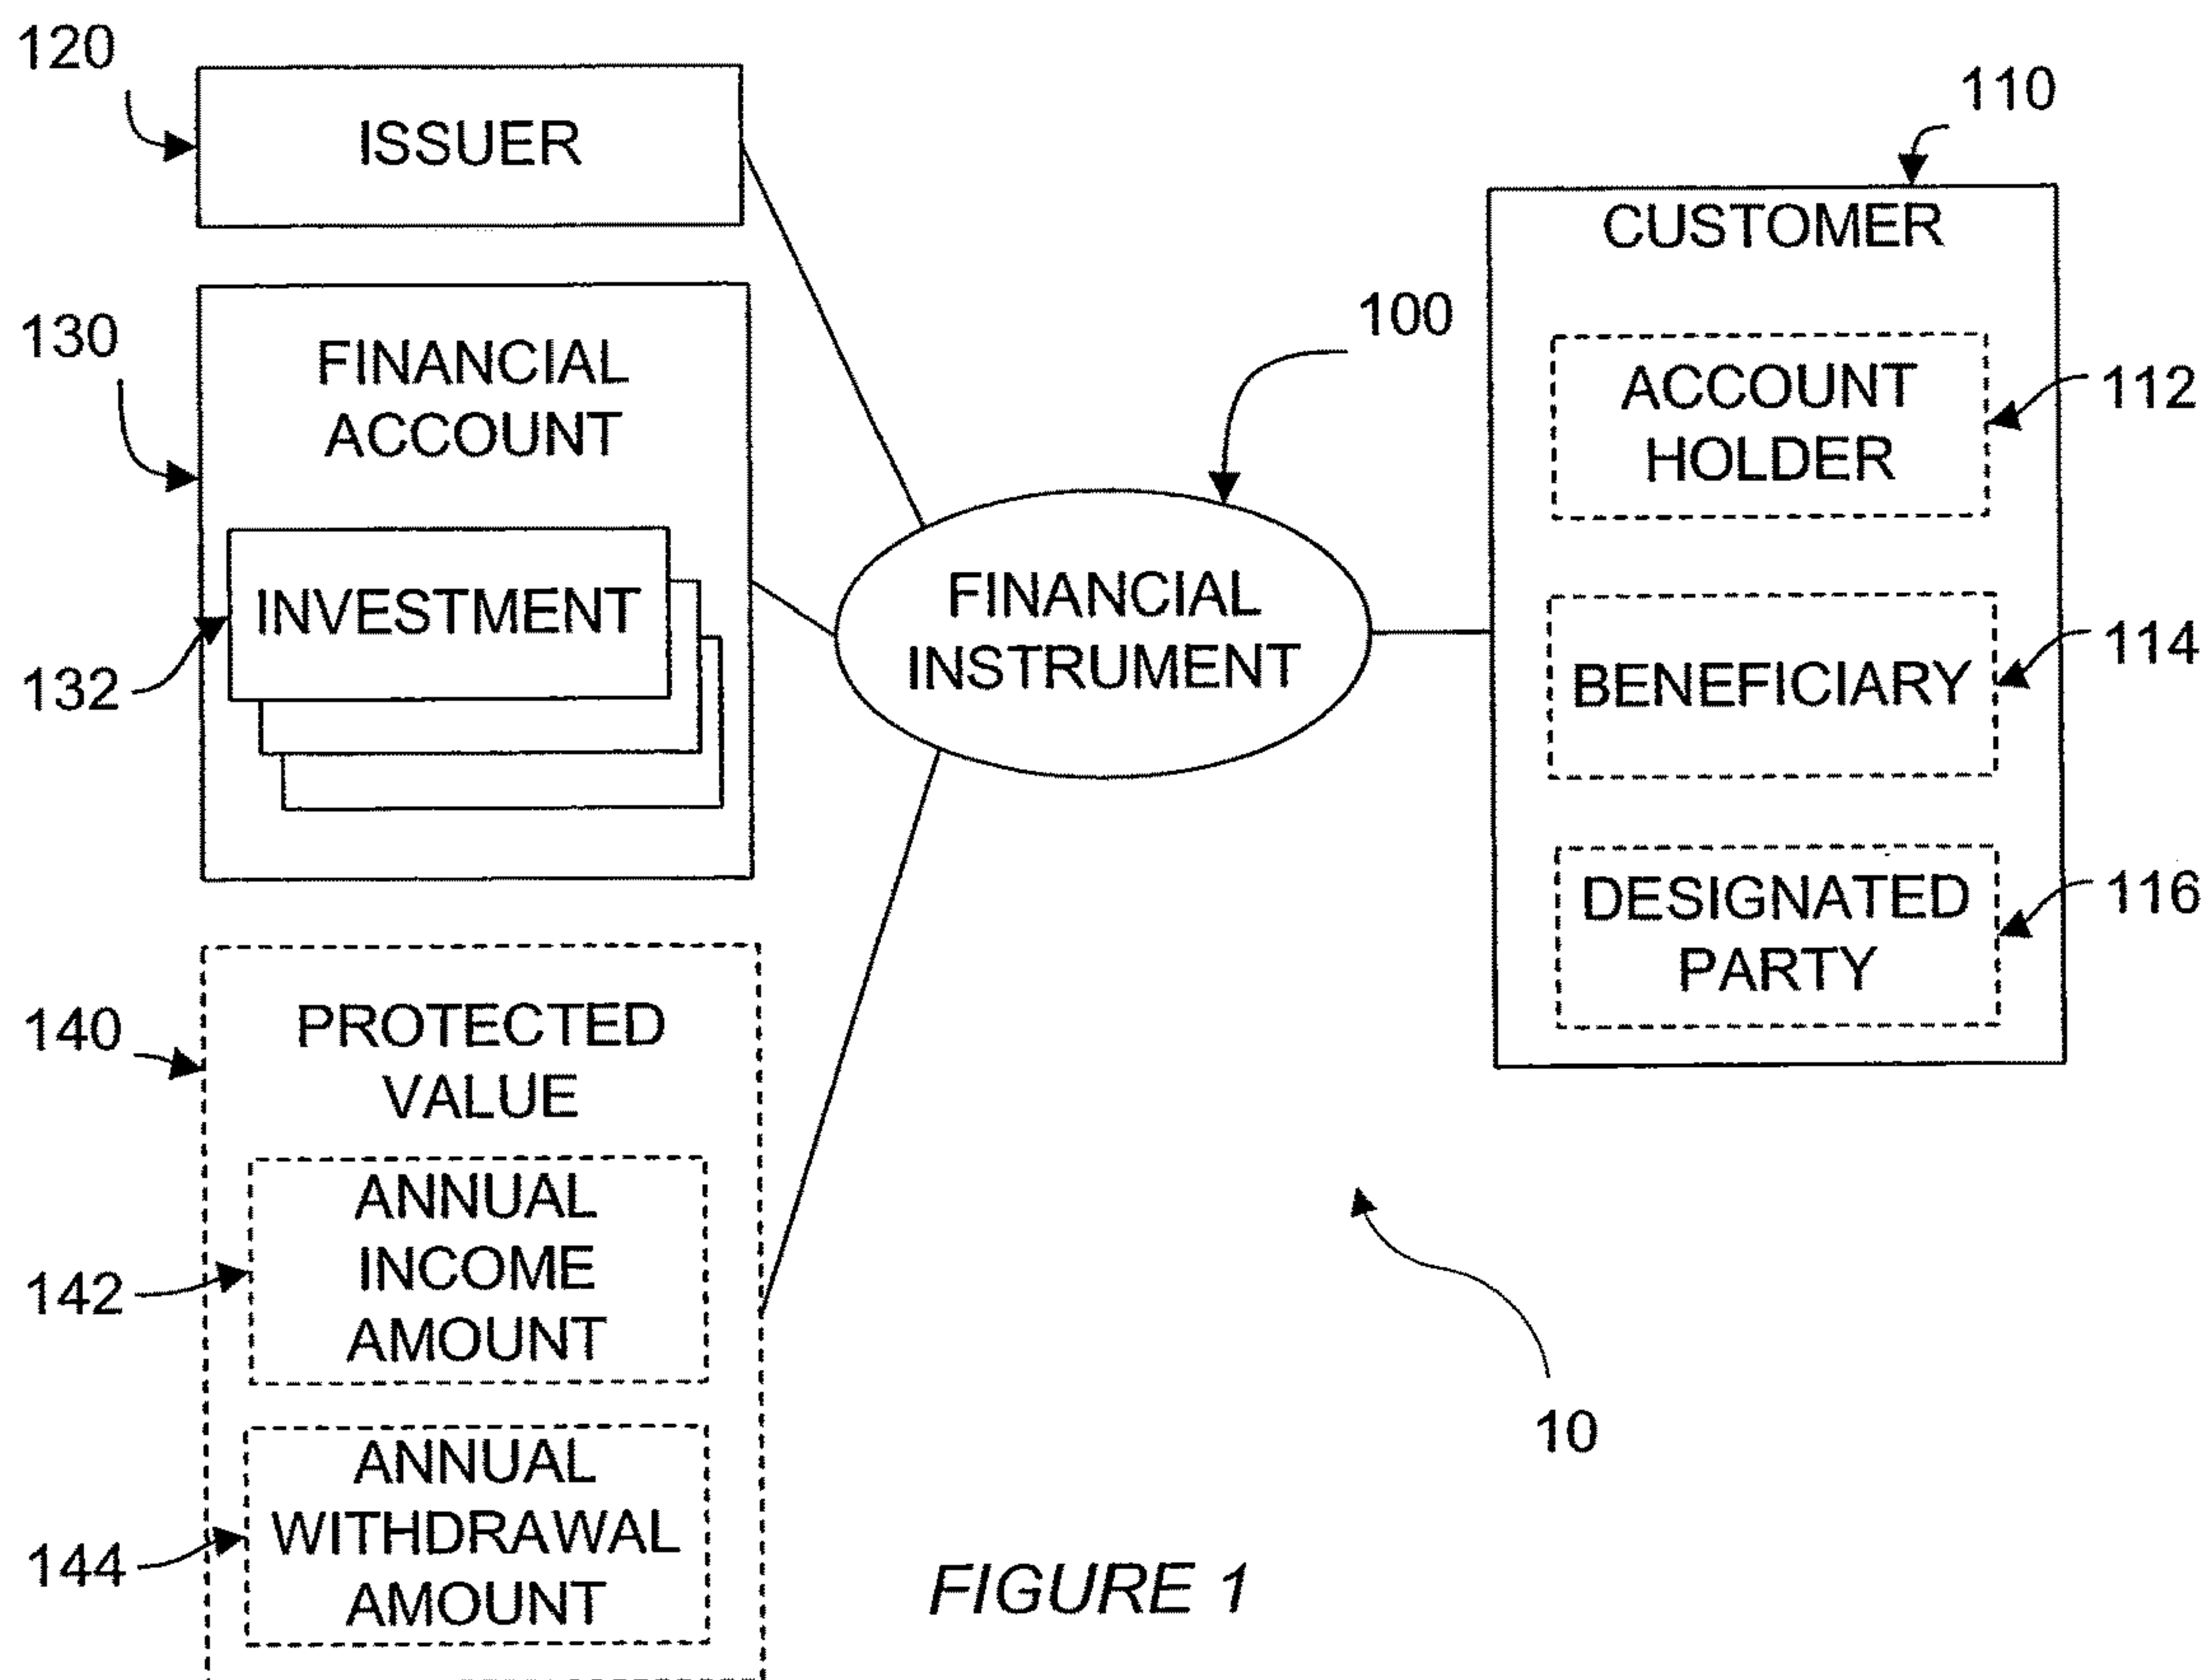 120
ISSUER
130
FINANCIAL
ACCOUNT
INVESTMENT
132
140
PROTECTED
VALUE
ANNUAL
INCOME
AMOUNT
142
ANNUAL
WITHDRAWAL
AMOUNT
144
100
FINANCIAL
INSTRUMENT
110
CUSTOMER
ACCOUNT
HOLDER
112
BENEFICIARY
114
DESIGNATED
PARTY
116
10
FIGURE 1